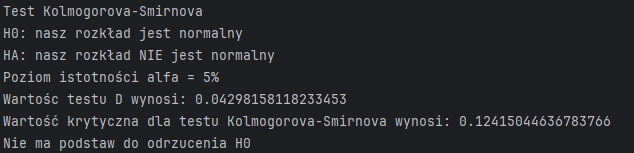 Test Kolmogorova-Smirnova
H0: nasz rozkład jest normalny
HA: nasz rozkład NIE jest normalny
Poziom istotności alfa = 5%
Wartośc testu D wynosi: 0.04298158118233453
Wartość krytyczna dla testu Kolmogorova-Smirnova wynosi: 0.12415044636783766
Nie ma podstaw do odrzucenia H0